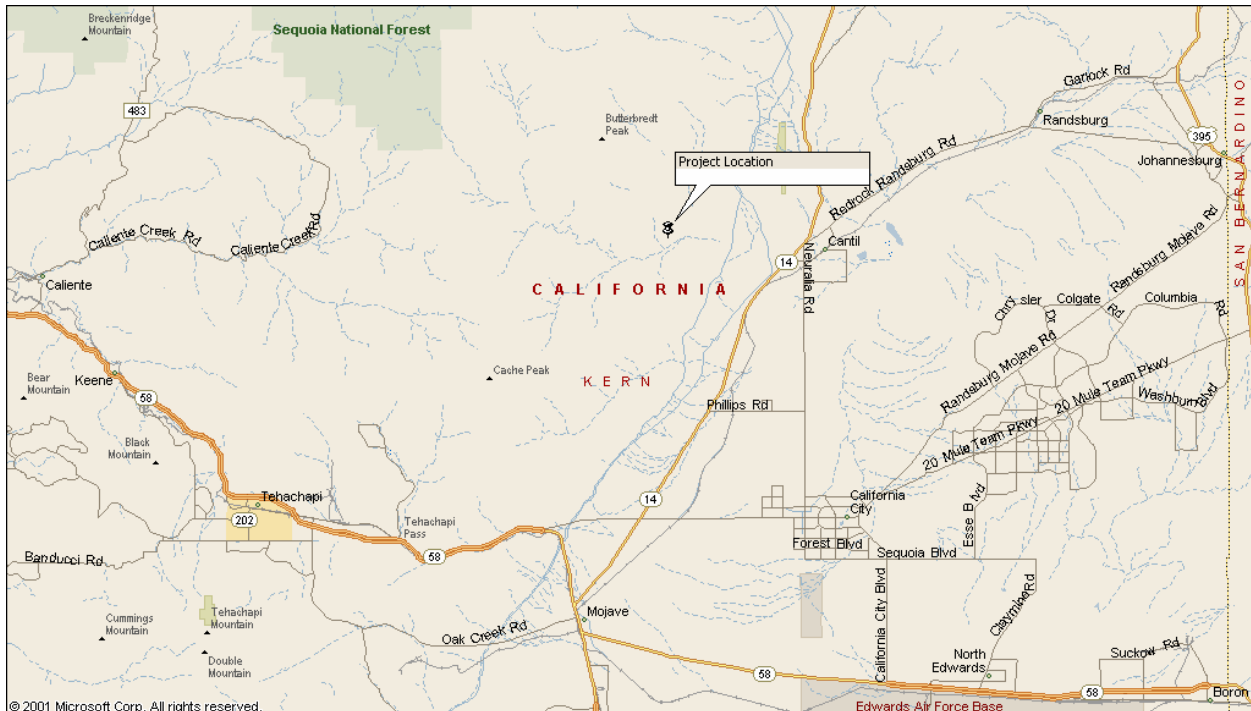 Breckenridge
Mountain
Sequoia National Forest
483
Butterbredt
Peak
Garlock Rd
Randsburg
395
Johannesburg
SAN BERNARDINO
Project Location
Redrock Randsburg Rd
Caliente Creek Rd
Caliente Creek Rd
Caliente
14
Cantil
Neuralia Rd
Randsburg Mojave Rd
CALIFORNIA
Chrysler
Dr
Colgate
Rd
Columbia
Rd
Randsburg Mojave Rd
Keene
Bear
Mountain
58
Cache Peak
KERN
Phillips Rd
20 Mule Team Pkwy
Washburn Blvd
Black
Mountain
20 Mule Team Pkwy
Tehachapi
202
14
California
City
Esse Blvd
Tehachapi
Pass
58
Banducci Rd
Forest Blvd
Sequoia Blvd
California City Blvd
Claymine Rd
Cummings
Mountain
Tehachapi
Mountain
Mojave
Oak Creek Rd
Double
Mountain
58
North
Edwards
Suckow Rd
58
Boron
Edwards Air Force Base
© 2001 Microsoft Corp. All rights reserved.